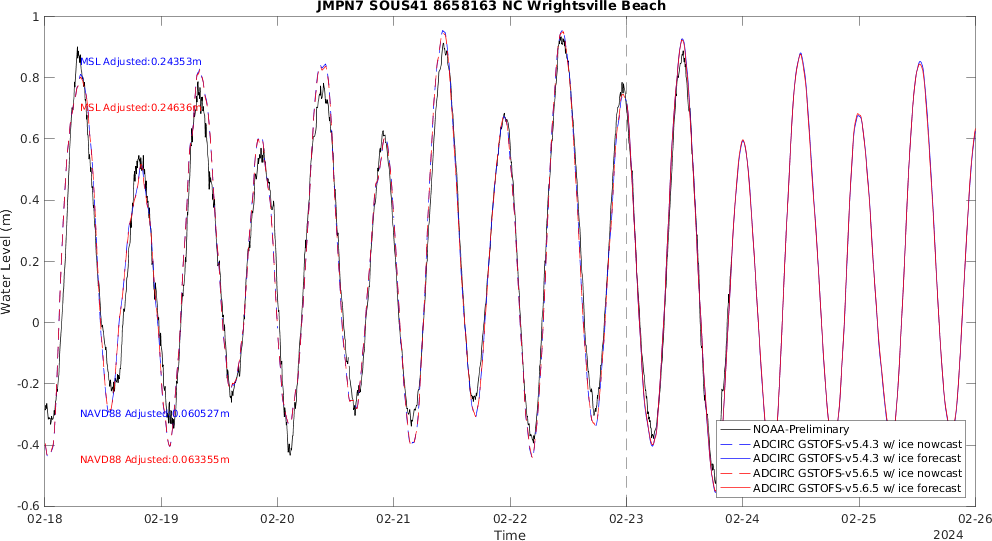 JMPN7 SOUS41 8658163 NC Wrightsville Beach
1
0.8
0.6
0.4
0.2
0
-0.2
-0.4
-0.6
Water Level (m)
MSL Adjusted:0.24353m
MSL Adjusted:0.24636m
NAVD88 Adjusted:0.060527m
NAVD88 Adjusted:0.063355m
NOAA-Preliminary
ADCIRC GSTOFS-v5.4.3 w/ ice nowcast
ADCIRC GSTOFS-v5.4.3 w/ ice forecast
ADCIRC GSTOFS-v5.6.5 w/ ice nowcast
ADCIRC GSTOFS-v5.6.5 w/ ice forecast
02-18 02-19 02-20 02-21 02-22 02-23 02-24 02-25 02-26
Time
2024